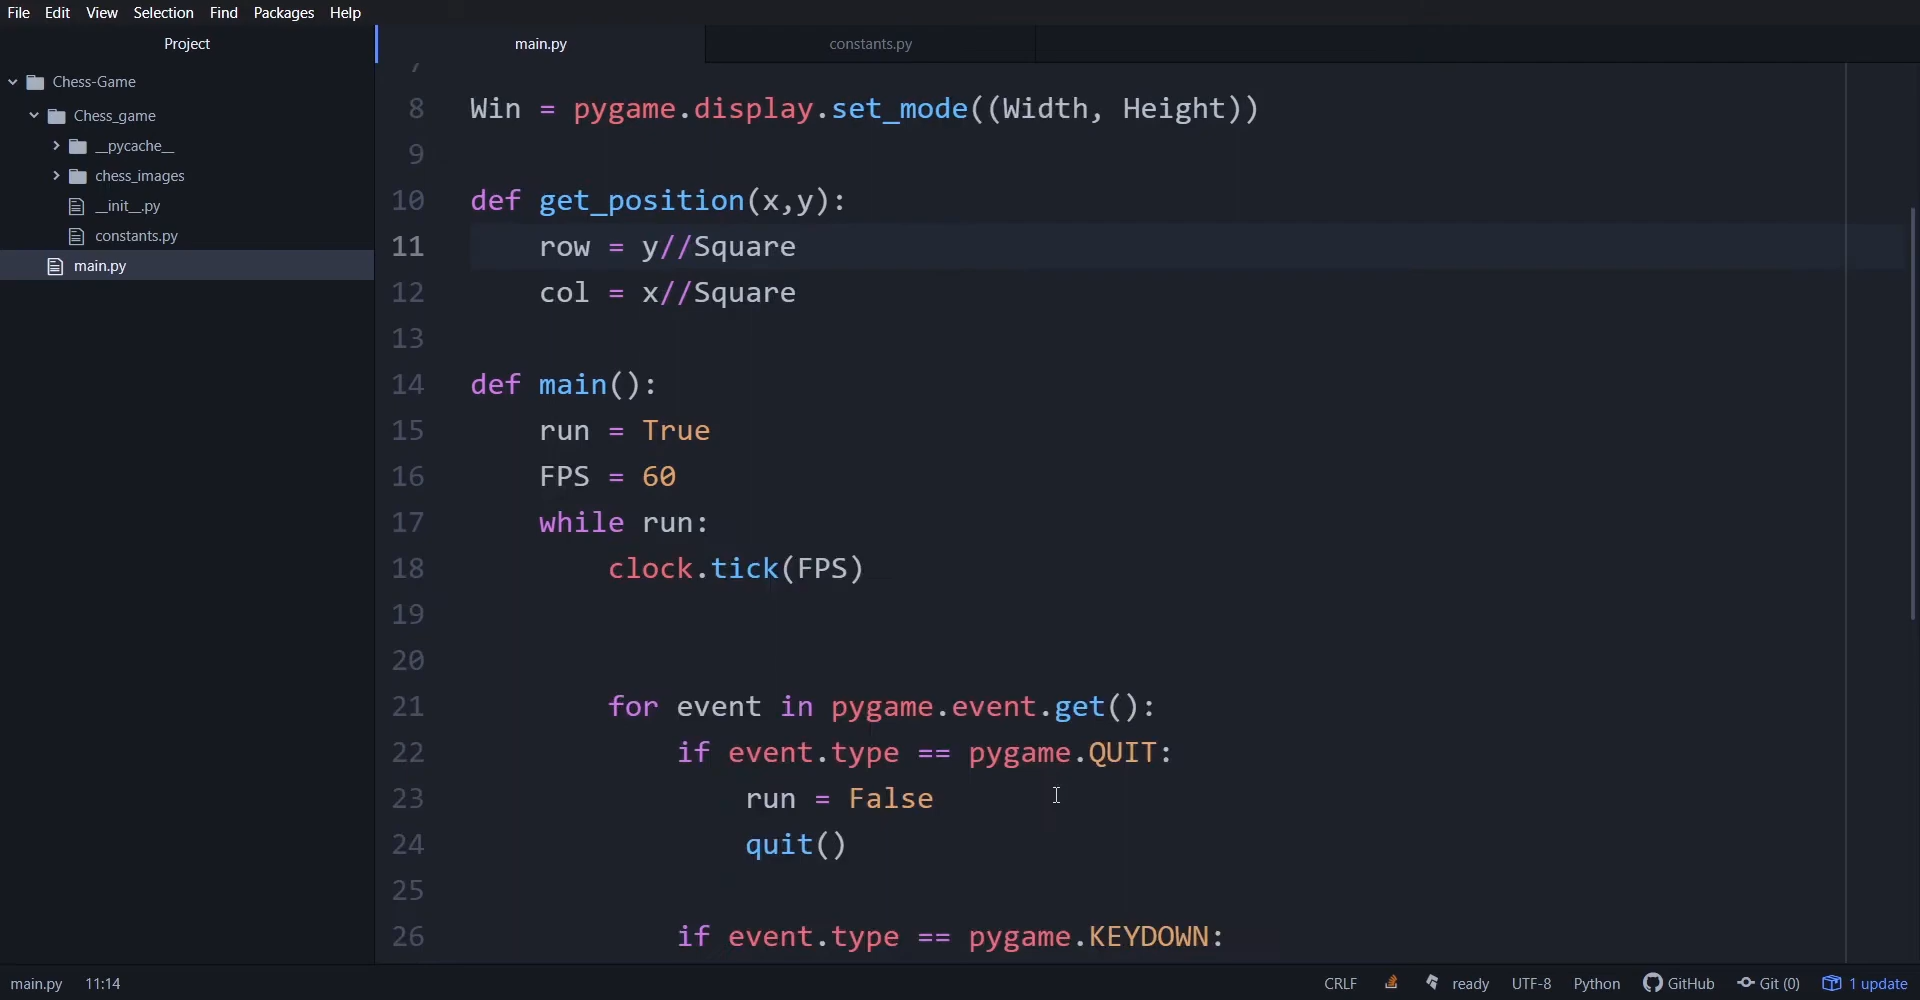 File Edit View Selection Find Packages Help
Project
main.py
constants.py
Chess-Game
Chess_game
__pycache__
chess_images
__init__.py
constants.py
main.py
7
8 Win = pygame.display.set_mode((Width, Height))
9
10 def get_position(x,y):
11 row = y//Square
12 col = x//Square
13
14 def main():
15 run = True
16 FPS = 60
17 while run:
18 clock.tick(FPS)
19
20
21 for event in pygame.event.get():
22 if event.type == pygame.QUIT:
23 run = False
24 quit()
25
26 if event.type == pygame.KEYDOWN:
main.py 11:14 CRLF ready UTF-8 Python GitHub Git (0) 1 update